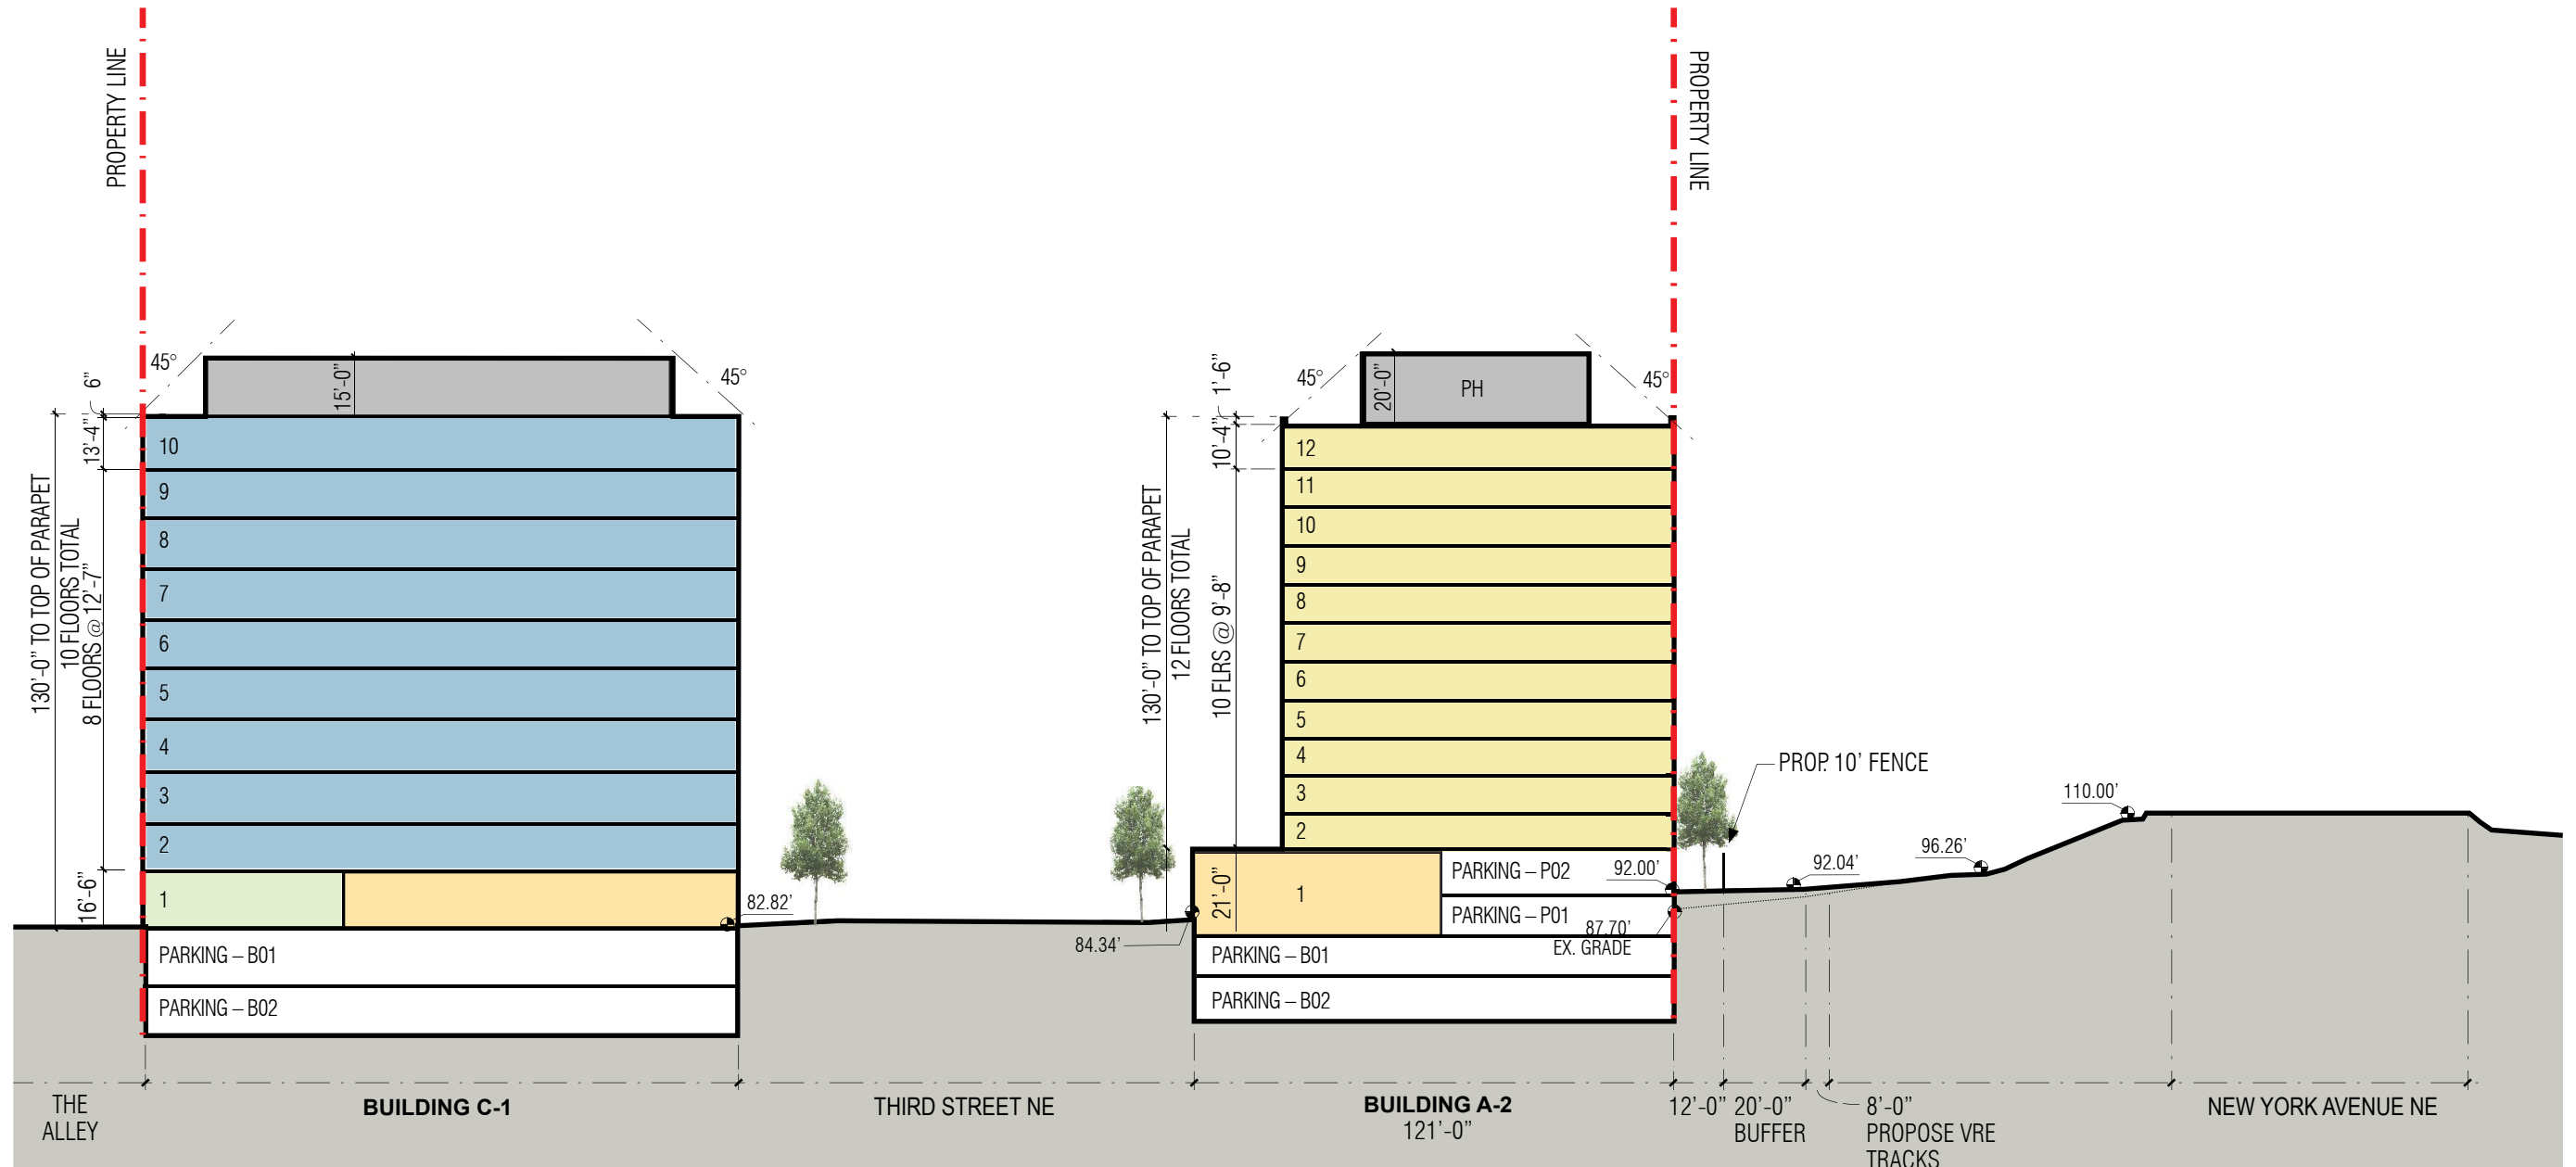 PROPERTY LINE
PROPERTY LINE
45°
45°
6"
13'-4"
15'-0"
130'-0" TO TOP OF PARAPET
10 FLOORS TOTAL
8 FLOORS @ 12'-7"
16'-6"
10
9
8
7
6
5
4
3
2
1
PARKING – B01
PARKING – B02
82.82'
84.34'
45°
45°
1'-6"
10'-4"
20'-0"
PH
130'-0" TO TOP OF PARAPET
12 FLOORS TOTAL
10 FLRS @ 9'-8"
21'-0"
12
11
10
9
8
7
6
5
4
3
2
1
PARKING – P02
PARKING – P01
PARKING – B01
PARKING – B02
92.00'
87.70'
EX. GRADE
PROP. 10' FENCE
92.04'
96.26'
110.00'
THE
ALLEY
BUILDING C-1
THIRD STREET NE
BUILDING A-2
121'-0"
12'-0" 20'-0"
BUFFER
8'-0"
PROPOSE VRE
TRACKS
NEW YORK AVENUE NE